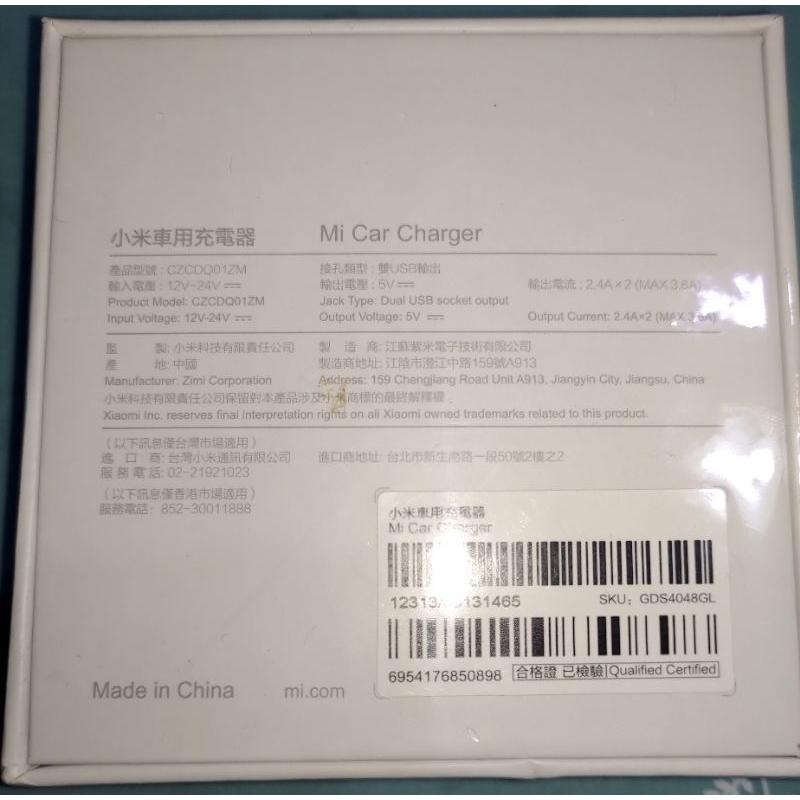 小米車用充電器 Mi Car Charger
產品型號 : CZCDQ01ZM 接孔類型 : 雙USB輸出
輸入電壓 : 12V-24V 輸出電壓 : 5V 輸出電流 : 2.4A×2 (MAX 3.6A)
Product Model: CZCDQ01ZM Jack Type: Dual USB socket output
Input Voltage: 12V-24V Output Voltage: 5V Output Current: 2.4A×2 (MAX 3.6A)
監 製: 小米科技有限責任公司 製 造 商: 江蘇紫米電子技術有限公司
產 地: 中國 製造商地址: 江陰市澄江中路159號A913
Manufacturer: Zimi Corporation Address: 159 Chengjiang Road Unit A913, Jiangyin City, Jiangsu, China
小米科技有限責任公司保留對本產品涉及小米商標的最終解釋權 。
Xiaomi Inc. reserves final interpretation rights on all Xiaomi owned trademarks related to this product.
(以下訊息僅台灣市場適用)
進 口 商: 台灣小米通訊有限公司 進口商地址: 台北市新生南路一段50號2樓之2
服 務 電 話: 02-21921023
(以下訊息僅香港市場適用)
服務電話: 852-30011888
小米車用充電器
Mi Car Charger
SKU: GDS4048GL
6954176850898 合格證 已檢驗 Qualified Certified
Made in China mi.com